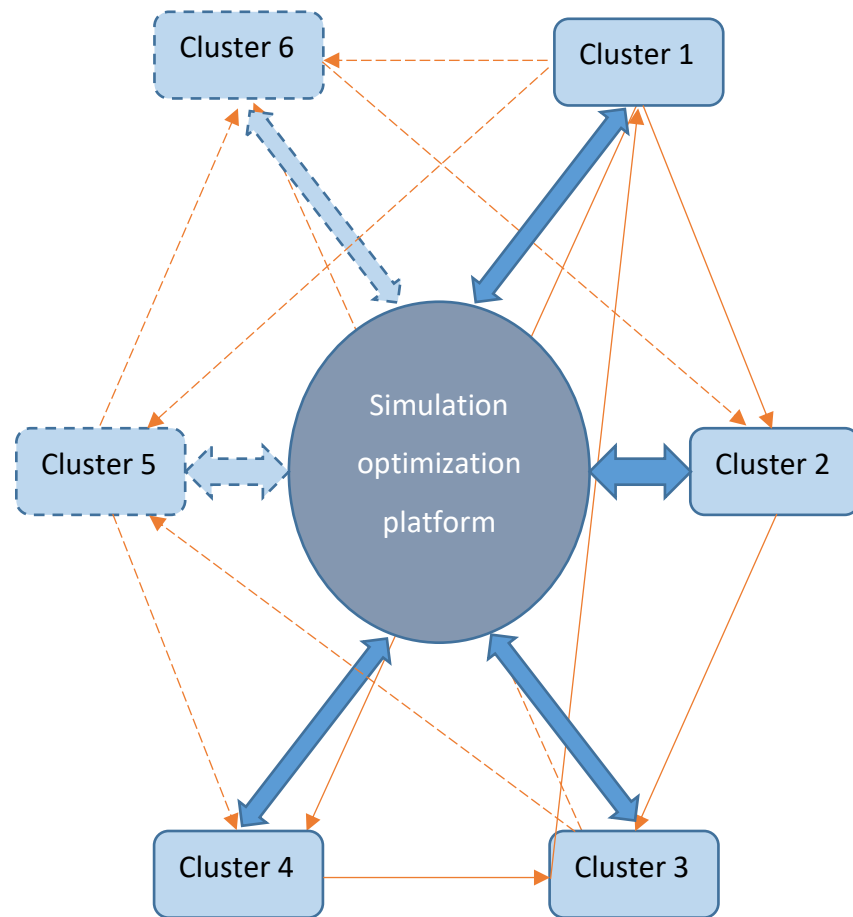 Cluster 6
Cluster 1
Simulation
optimization
platform
Cluster 5
Cluster 2
Cluster 4
Cluster 3